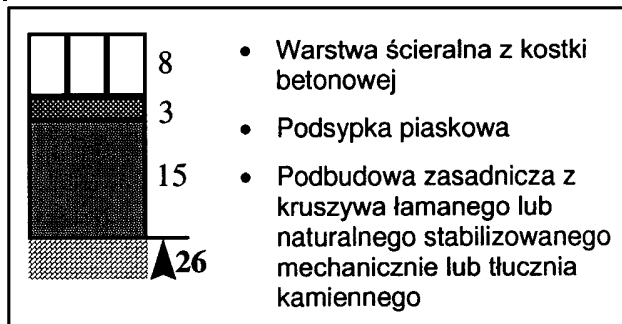 8
3
15
26
• Warstwa ścieralna z kostki
betonowej
• Podsypka piaskowa
• Podbudowa zasadnicza z
kruszywa łamanego lub
naturalnego stabilizowanego
mechanicznie lub tłucznia
kamiennego